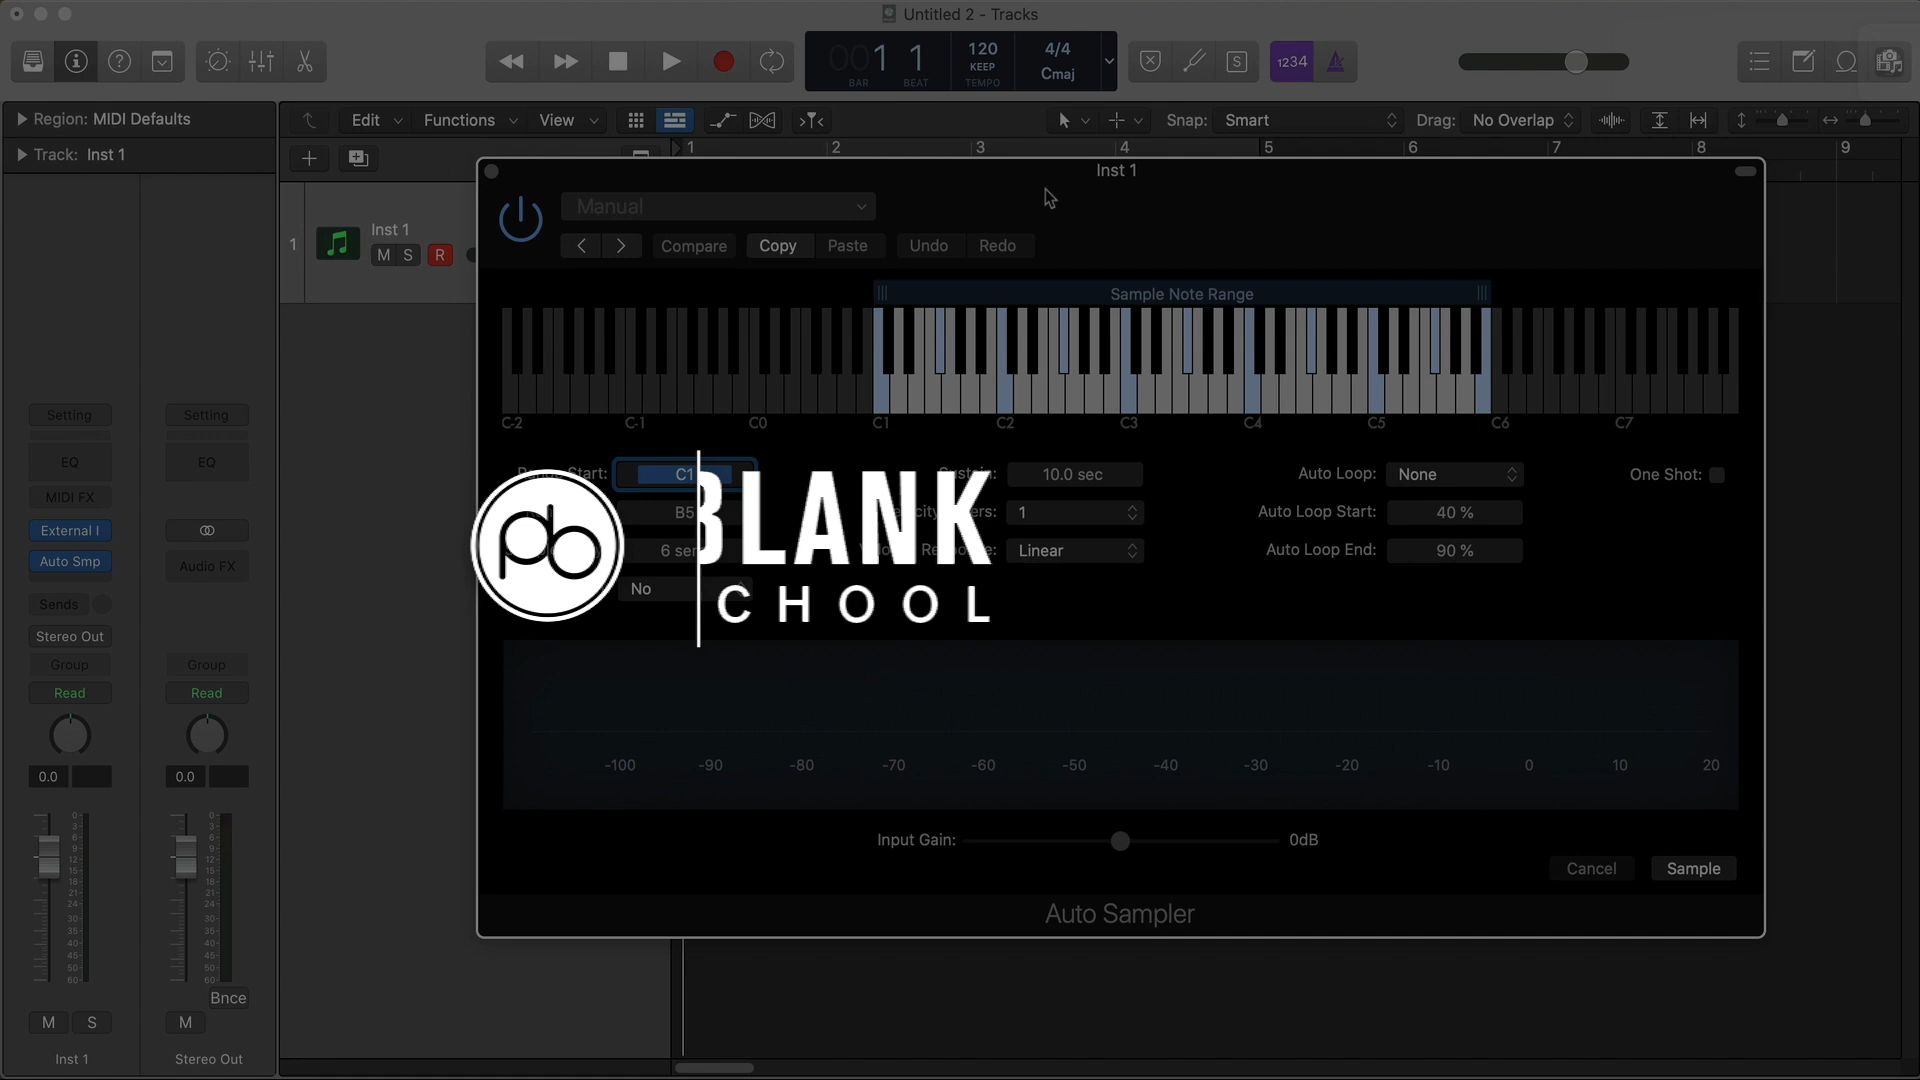 Untitled 2 - Tracks
1 1
BAR BEAT
120
KEEP
TEMPO
4/4
Cmaj
S
1234
Region: MIDI Defaults
Track: Inst 1
Edit Functions View
Snap: Smart
Drag: No Overlap
1 2 3 4 5 6 7 8 9
1
Inst 1
M S R
Inst 1
Manual
Compare Copy Paste Undo Redo
Sample Note Range
C-2 C-1 C0 C1 C2 C3 C4 C5 C6 C7
Start: C1
10.0 sec
Auto Loop: None
One Shot:
B5
1
Auto Loop Start: 40 %
Linear
Auto Loop End: 90 %
No
BLANK
CHOOL
pb
-100 -90 -80 -70 -60 -50 -40 -30 -20 -10 0 10 20
Input Gain: 0dB
Cancel Sample
Auto Sampler
Setting Setting
EQ EQ
MIDI FX
External I
Auto Smp
Audio FX
Sends
Stereo Out
Group Group
Read Read
0.0 0.0
Bnce
M S M
Inst 1 Stereo Out